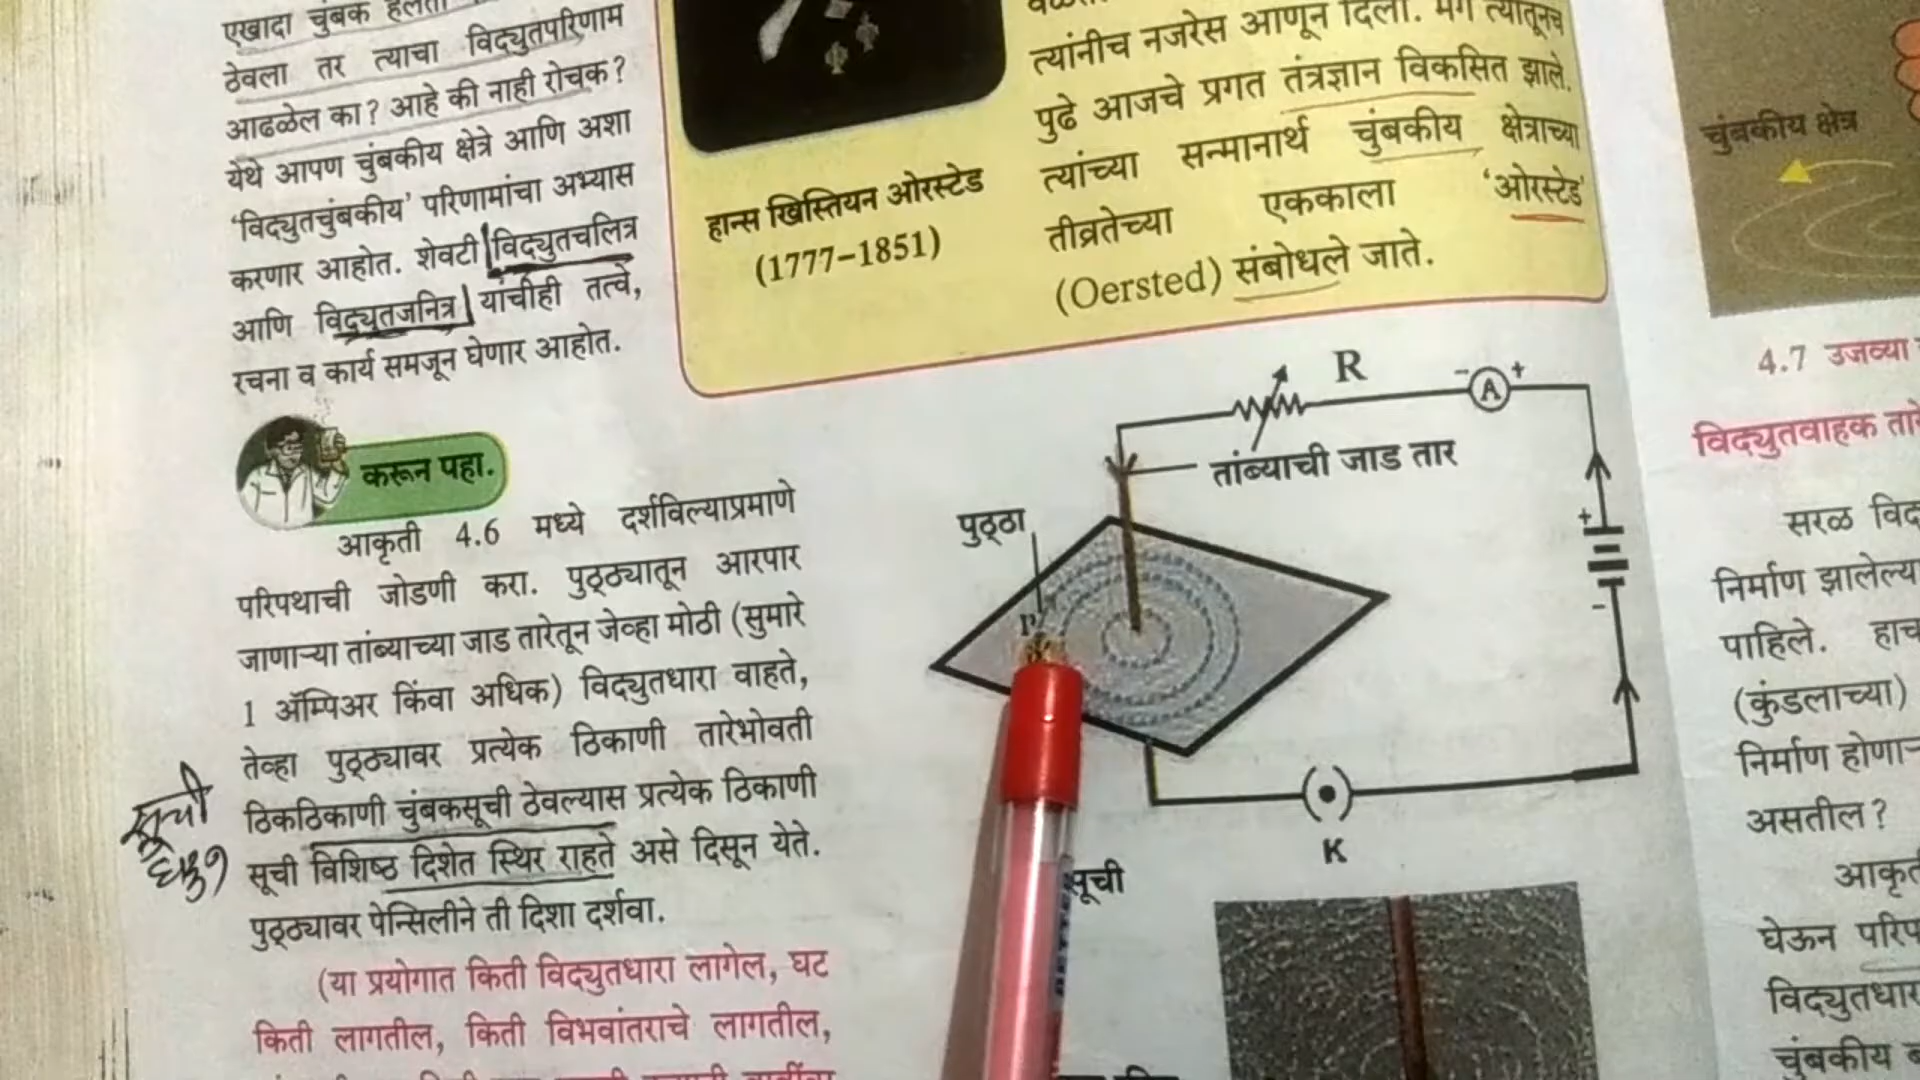 एखादा चुंबक हलता
ठेवला तर त्याचा विद्युतपरिणाम
आढळेल का? आहे की नाही रोचक?
येथे आपण चुंबकीय क्षेत्रे आणि अशा
‘विद्युतचुंबकीय’ परिणामांचा अभ्यास
करणार आहोत. शेवटी विद्युतचलित्र
आणि विद्युतजनित्र यांचीही तत्वे,
रचना व कार्य समजून घेणार आहोत.
हान्स ख्रिस्तियन ओरस्टेड
(1777-1851)
त्यांनीच नजरेस आणून दिला. मग त्यातूनच
पुढे आजचे प्रगत तंत्रज्ञान विकसित झाले.
त्यांच्या सन्मानार्थ चुंबकीय क्षेत्राच्या
तीव्रतेच्या एककाला ‘ओरस्टेड’
(Oersted) संबोधले जाते.
करून पहा.
आकृती 4.6 मध्ये दर्शविल्याप्रमाणे
परिपथाची जोडणी करा. पुठ्ठ्यातून आरपार
जाणाऱ्या तांब्याच्या जाड तारेतून जेव्हा मोठी (सुमारे
1 ॲम्पिअर किंवा अधिक) विद्युतधारा वाहते,
तेव्हा पुठ्ठ्यावर प्रत्येक ठिकाणी तारेभोवती
ठिकठिकाणी चुंबकसूची ठेवल्यास प्रत्येक ठिकाणी
सूची विशिष्ठ दिशेत स्थिर राहते असे दिसून येते.
पुठ्ठ्यावर पेन्सिलीने ती दिशा दर्शवा.
(या प्रयोगात किती विद्युतधारा लागेल, घट
किती लागतील, किती विभवांतराचे लागतील,
सूची
R
- A +
तांब्याची जाड तार
पुठ्ठा
P
+
-
K
सूची
चुंबकीय क्षेत्र
4.7 उजव्या
विद्युतवाहक
सरळ
निर्माण झालेल्या
पाहिले.
(कुंडलाच्या)
निर्माण
असतील?
घेऊन
चुंबकीय